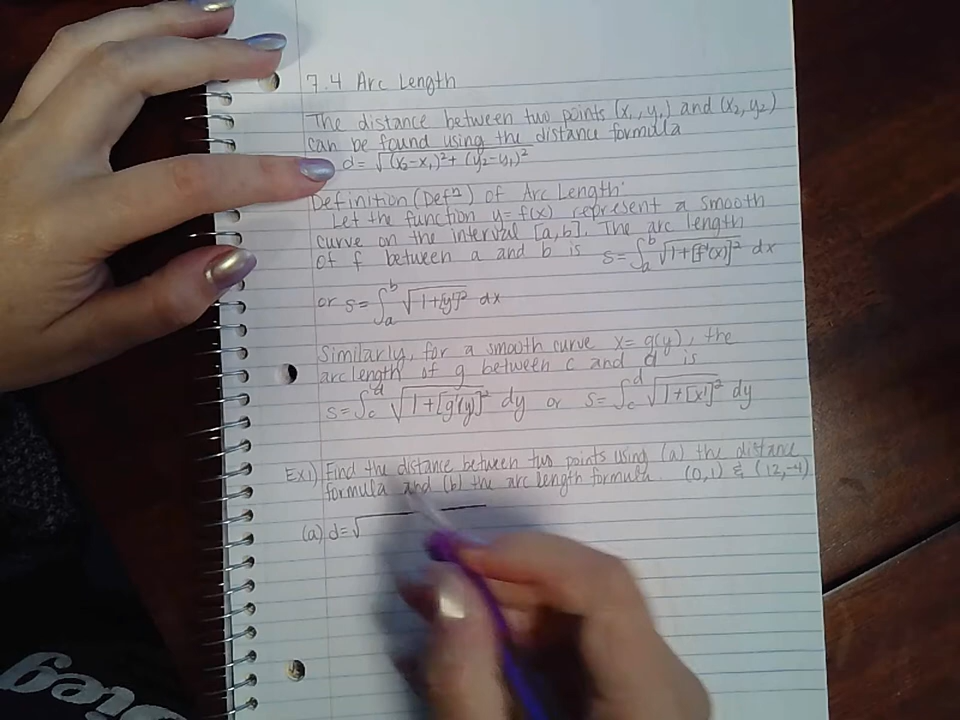 7.4 Arc Length
The distance between two points (x₁, y₁) and (x₂, y₂)
can be found using the distance formula
d = √(x₂-x₁)² + (y₂-y₁)²
Definition (Defⁿ) of Arc Length:
Let the function y = f(x) represent a smooth
curve on the interval [a,b]. The arc length
of f between a and b is s = ∫ₐᵇ √1+[f'(x)]² dx
or s = ∫ₐᵇ √1+[y']² dx
Similarly, for a smooth curve x = g(y), the
arc length of g between c and d is
s = ∫_c^d √1+[g'(y)]² dy or s = ∫_c^d √1+[x']² dy
Ex1) Find the distance between two points using (a) the distance
formula and (b) the arc length formula. (0,1) & (12,-4)
(a) d = √